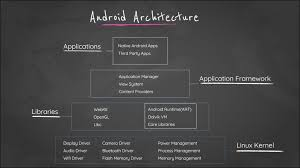 Android Architecture
Applications
Native Android Apps
Third Party Apps
Application Manager
View System
Content Providers
Application Framework
Libraries
WebKit
OpenGL
Libc
Android Runtime(ART)
Dalvik VM
Core Libraries
Linux Kernel
Display Driver
Audio Driver
Wifi Driver
Camera Driver
Bluetooth Driver
Flash Memory Driver
Power Management
Process Management
Memory Management